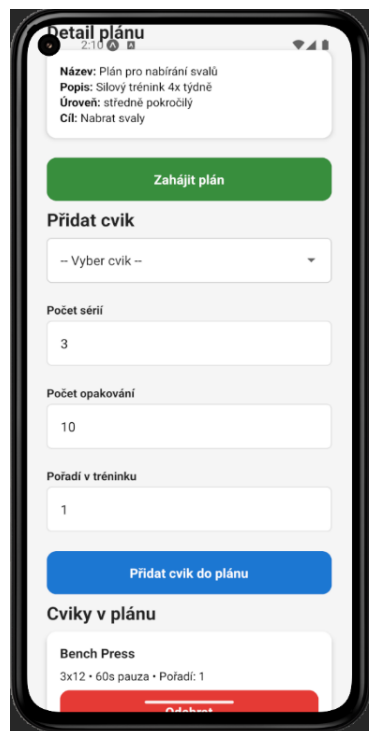 Detail plánu
2:10
Název: Plán pro nabírání svalů
Popis: Silový trénink 4x týdně
Úroveň: středně pokročilý
Cíl: Nabrat svaly
Zahájit plán
Přidat cvik
-- Vyber cvik --
Počet sérií
3
Počet opakování
10
Pořadí v tréninku
1
Přidat cvik do plánu
Cviky v plánu
Bench Press
3x12 • 60s pauza • Pořadí: 1
Odebrat